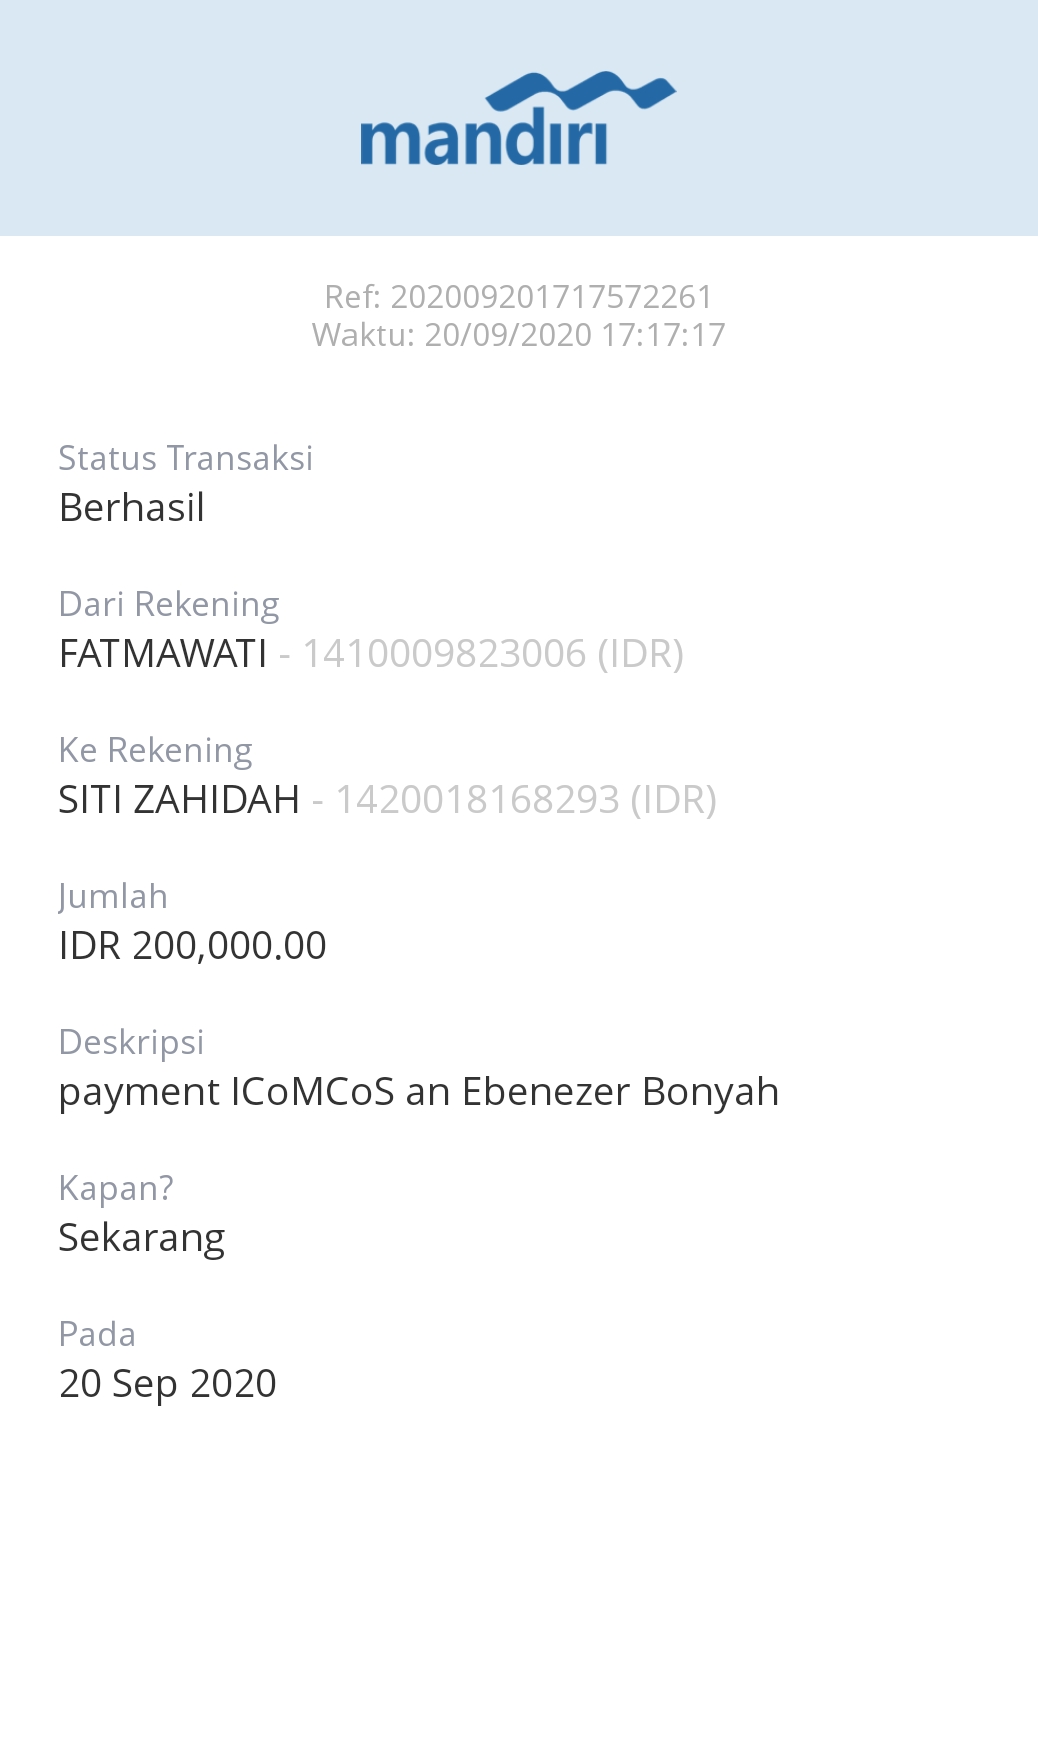 mandiri
Ref: 202009201717572261
Waktu: 20/09/2020 17:17:17
Status Transaksi
Berhasil
Dari Rekening
FATMAWATI - 1410009823006 (IDR)
Ke Rekening
SITI ZAHIDAH - 1420018168293 (IDR)
Jumlah
IDR 200,000.00
Deskripsi
payment ICoMCoS an Ebenezer Bonyah
Kapan?
Sekarang
Pada
20 Sep 2020